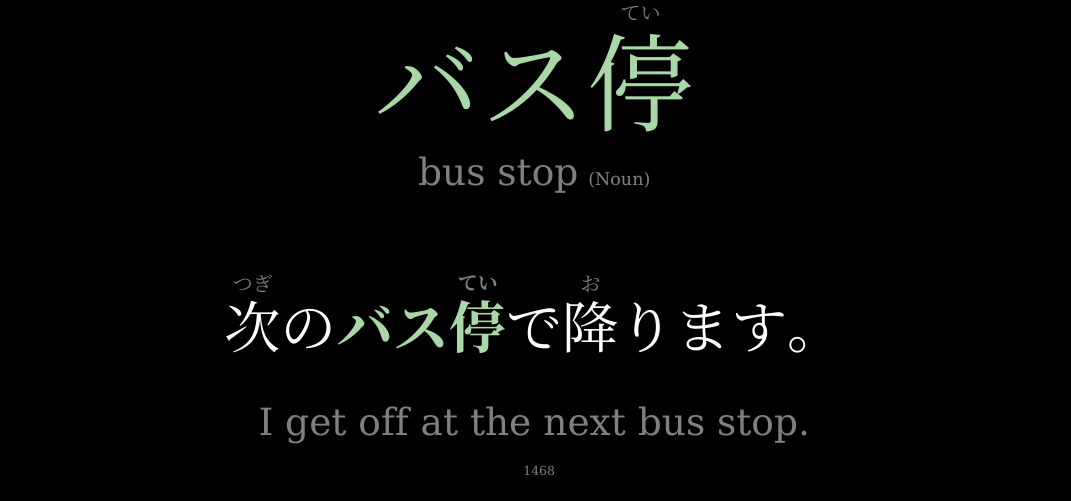 てい
バス停
bus stop (Noun)
つぎ てい お
次のバス停で降ります。
I get off at the next bus stop.
1468